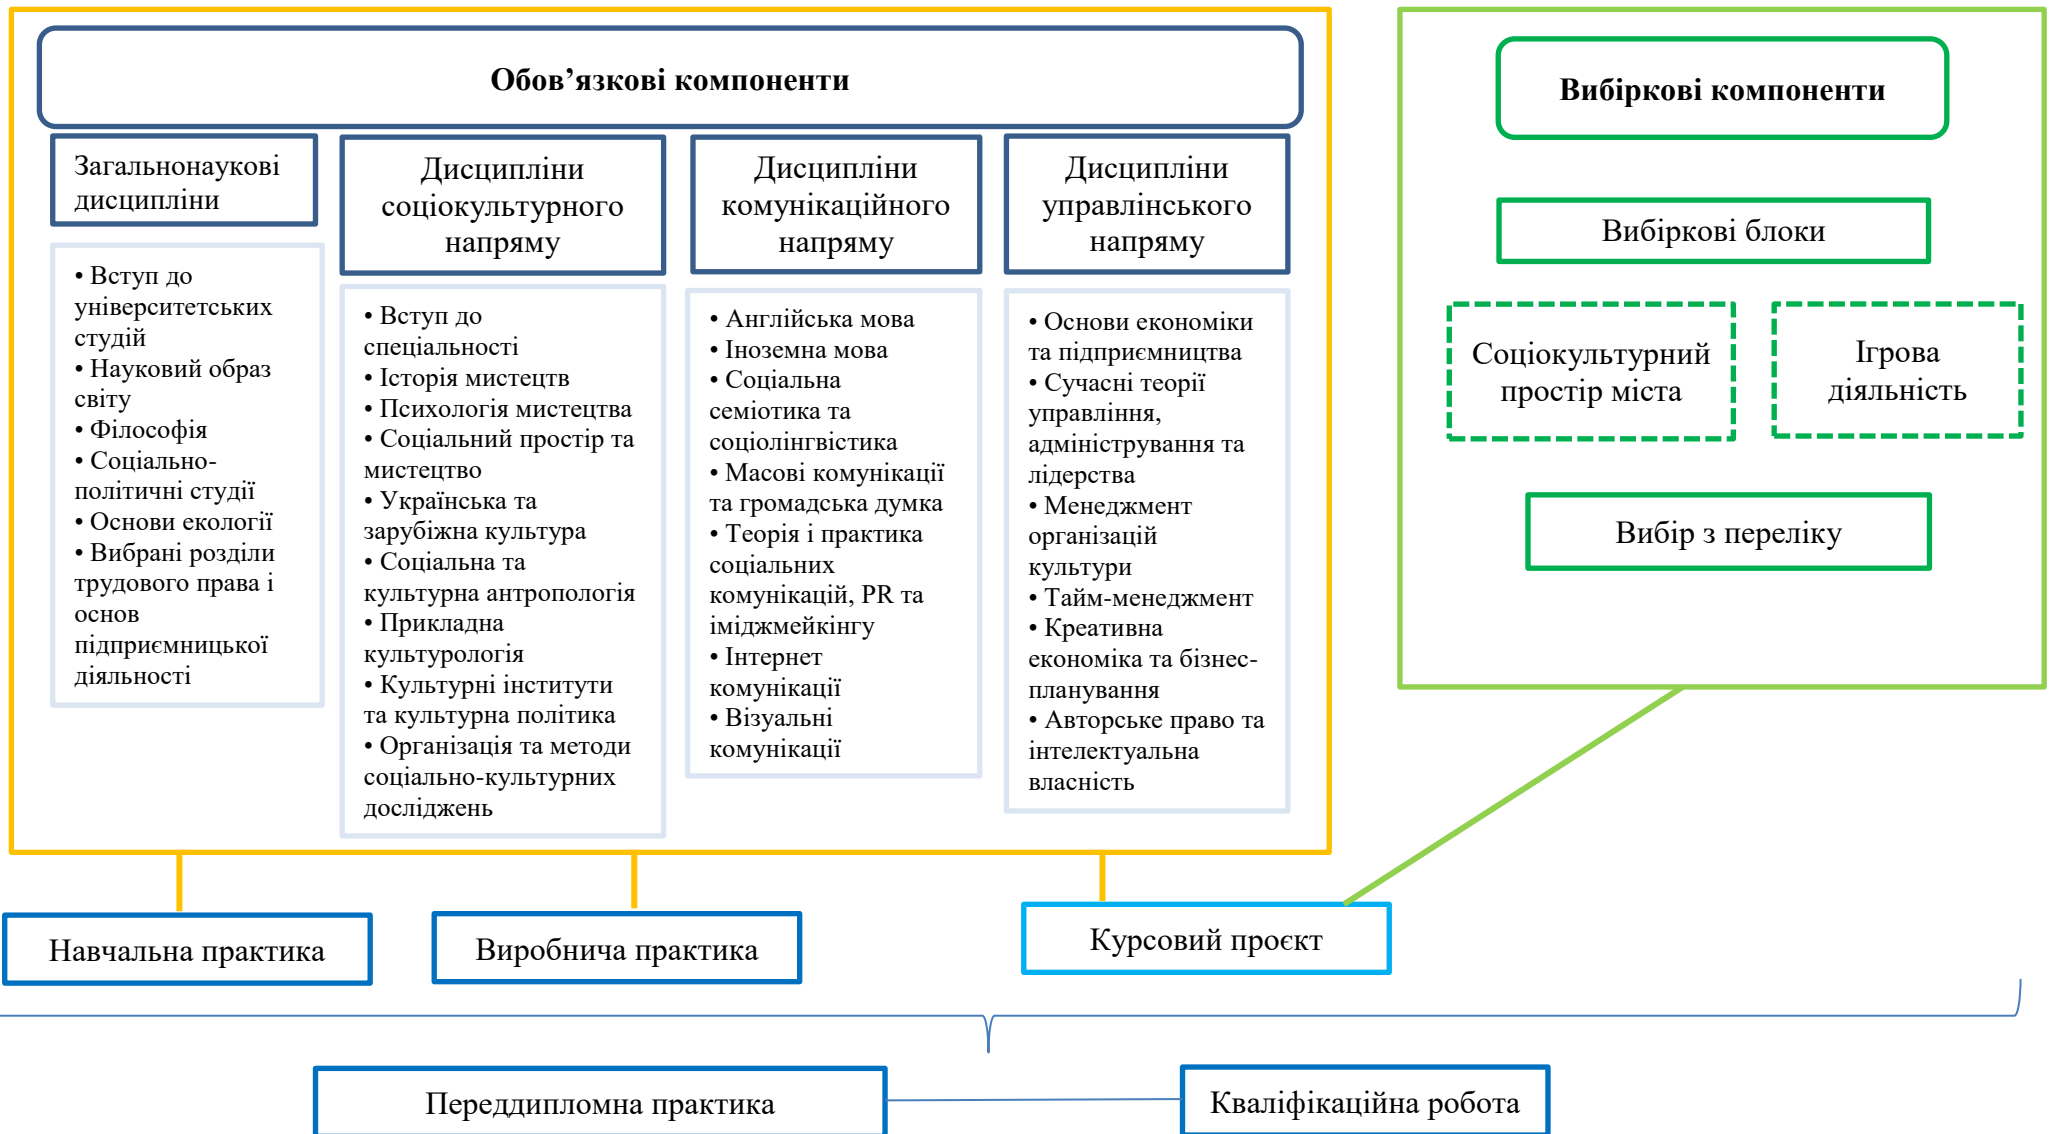 Обов’язкові компоненти
Загальнонаукові
дисципліни
• Вступ до
університетських
студій
• Науковий образ
світу
• Філософія
• Соціально-
політичні студії
• Основи екології
• Вибрані розділи
трудового права і
основ
підприємницької
діяльності
Дисципліни
соціокультурного
напряму
• Вступ до
спеціальності
• Історія мистецтв
• Психологія мистецтва
• Соціальний простір та
мистецтво
• Українська та
зарубіжна культура
• Соціальна та
культурна антропологія
• Прикладна
культурологія
• Культурні інститути
та культурна політика
• Організація та методи
соціально-культурних
досліджень
Дисципліни
комунікаційного
напряму
• Англійська мова
• Іноземна мова
• Соціальна
семіотика та
соціолінгвістика
• Масові комунікації
та громадська думка
• Теорія і практика
соціальних
комунікацій, PR та
іміджмейкінгу
• Інтернет
комунікації
• Візуальні
комунікації
Дисципліни
управлінського
напряму
• Основи економіки
та підприємництва
• Сучасні теорії
управління,
адміністрування та
лідерства
• Менеджмент
організацій
культури
• Тайм-менеджмент
• Креативна
економіка та бізнес-
планування
• Авторське право та
інтелектуальна
власність
Вибіркові компоненти
Вибіркові блоки
Соціокультурний
простір міста
Ігрова
діяльність
Вибір з переліку
Навчальна практика
Виробнича практика
Курсовий проєкт
Переддипломна практика
Кваліфікаційна робота